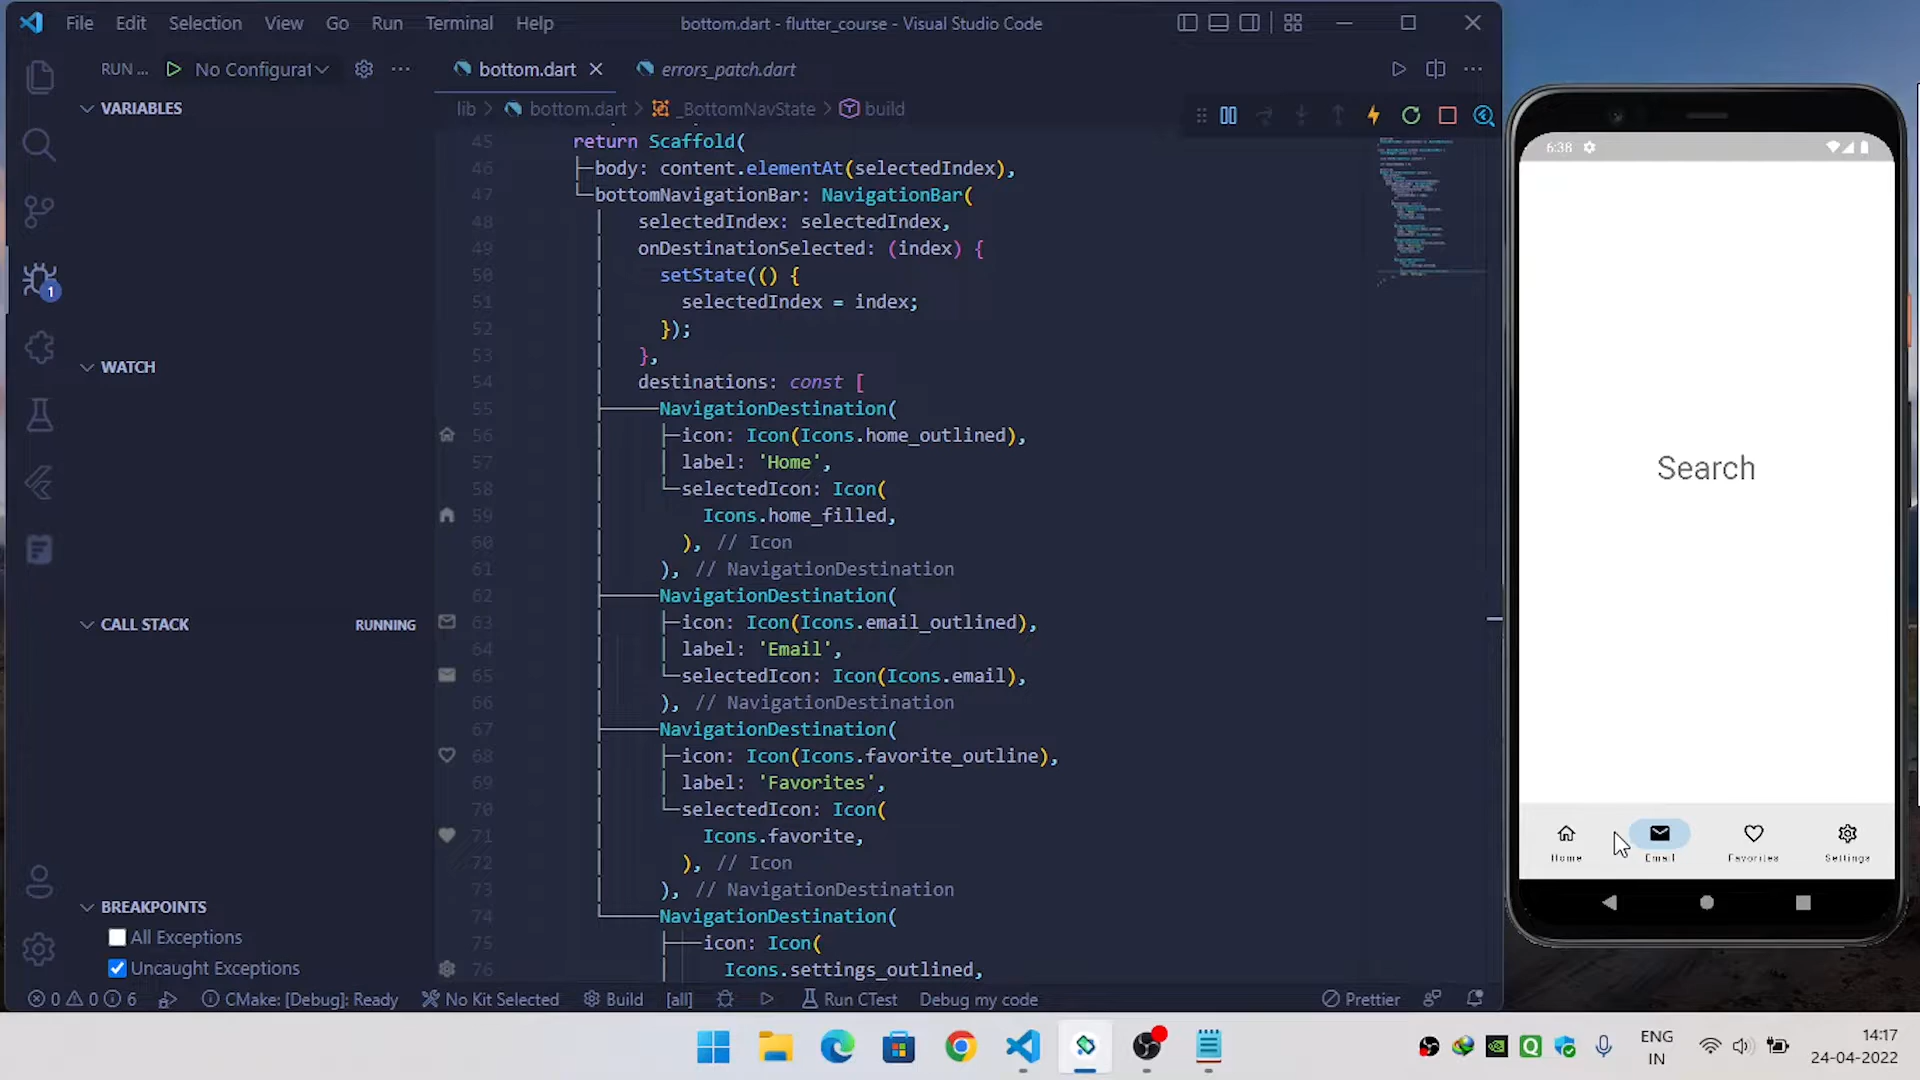 File Edit Selection View Go Run Terminal Help
bottom.dart - flutter_course - Visual Studio Code
RUN ... No Configurat
bottom.dart
errors_patch.dart
lib > bottom.dart > _BottomNavState > build
VARIABLES
WATCH
CALL STACK RUNNING
BREAKPOINTS
All Exceptions
Uncaught Exceptions
1
45 return Scaffold(
46 body: content.elementAt(selectedIndex),
47 bottomNavigationBar: NavigationBar(
48 selectedIndex: selectedIndex,
49 onDestinationSelected: (index) {
50 setState(() {
51 selectedIndex = index;
52 });
53 },
54 destinations: const [
55 NavigationDestination(
56 icon: Icon(Icons.home_outlined),
57 label: 'Home',
58 selectedIcon: Icon(
59 Icons.home_filled,
60 ), // Icon
61 ), // NavigationDestination
62 NavigationDestination(
63 icon: Icon(Icons.email_outlined),
64 label: 'Email',
65 selectedIcon: Icon(Icons.email),
66 ), // NavigationDestination
67 NavigationDestination(
68 icon: Icon(Icons.favorite_outline),
69 label: 'Favorites',
70 selectedIcon: Icon(
71 Icons.favorite,
72 ), // Icon
73 ), // NavigationDestination
74 NavigationDestination(
75 icon: Icon(
76 Icons.settings_outlined,
0 0 6 CMake: [Debug]: Ready No Kit Selected Build [all] Run CTest Debug my code Prettier
6:38
Search
Home Email Favorites Settings
ENG
IN
14:17
24-04-2022